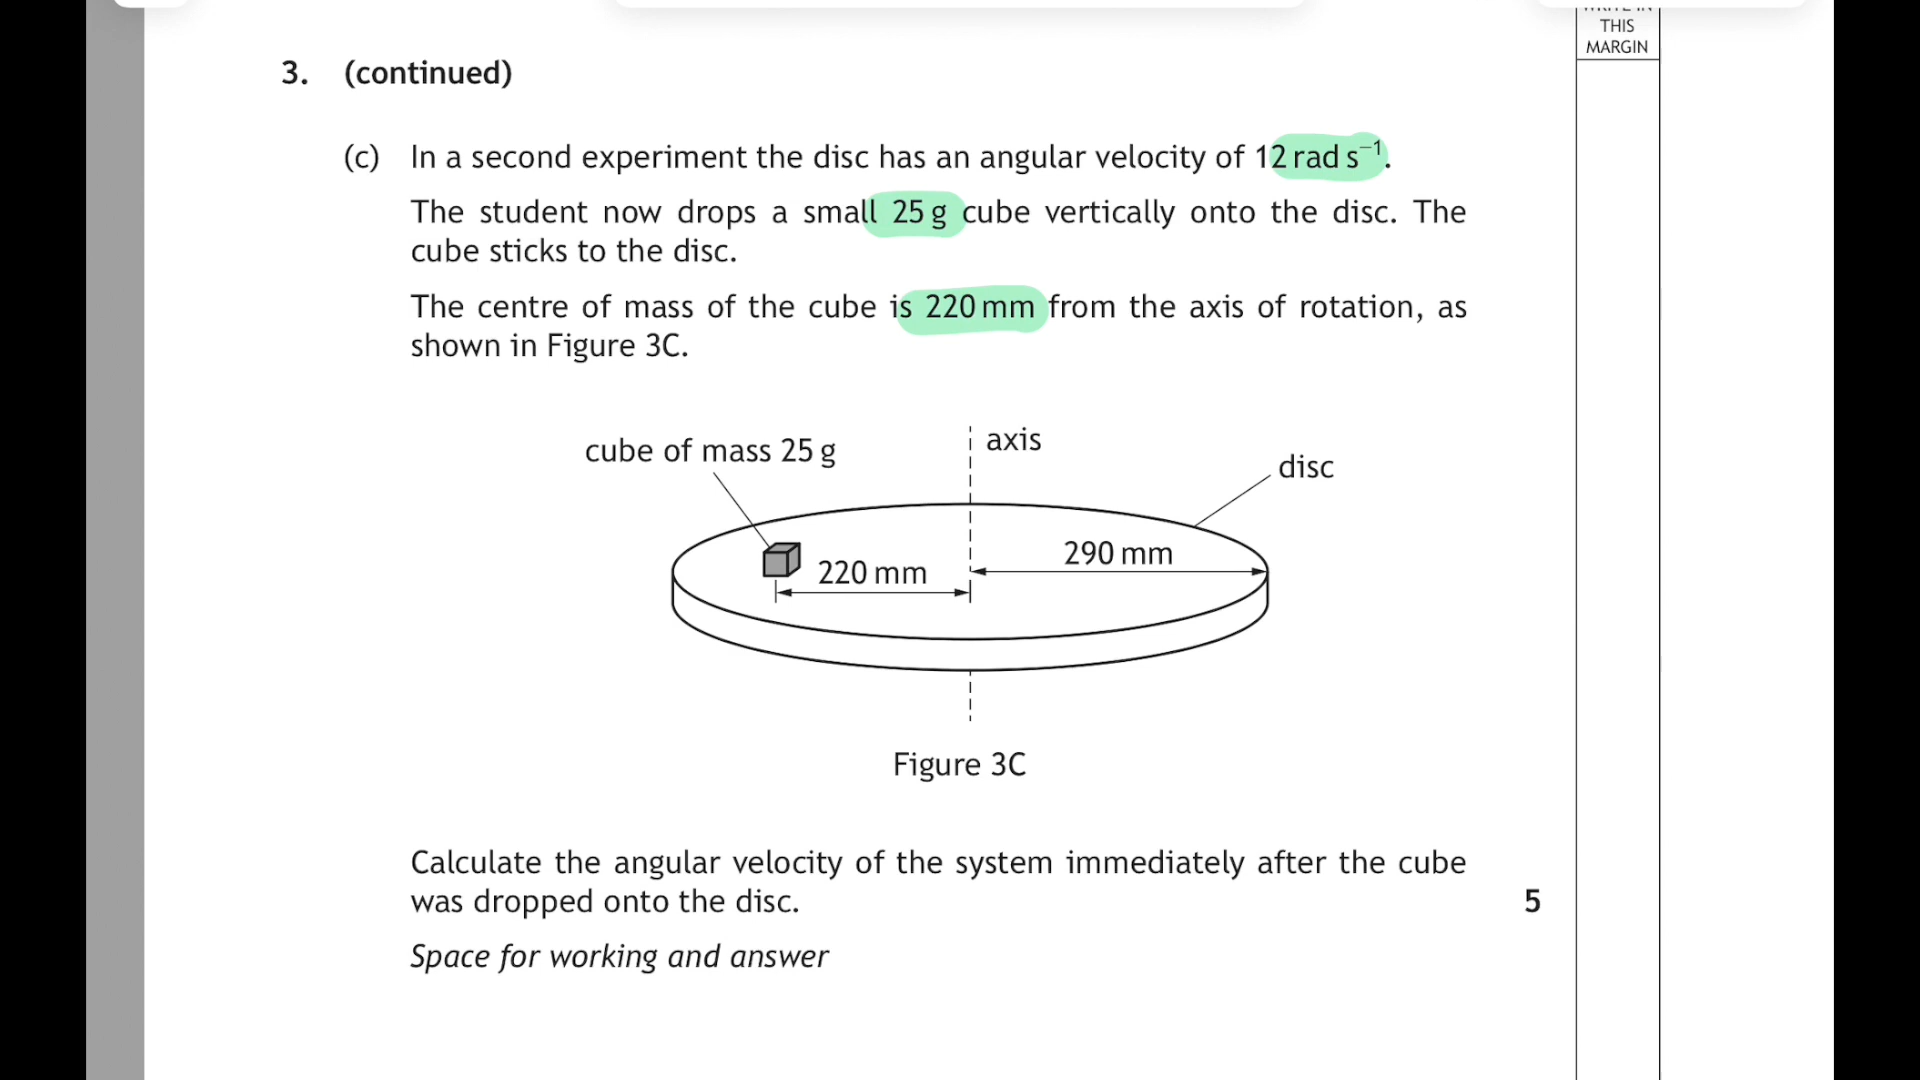 THIS
MARGIN
3. (continued)
(c) In a second experiment the disc has an angular velocity of 12 rad s⁻¹.
The student now drops a small 25 g cube vertically onto the disc. The
cube sticks to the disc.
The centre of mass of the cube is 220 mm from the axis of rotation, as
shown in Figure 3C.
cube of mass 25 g
axis
disc
290 mm
220 mm
Figure 3C
Calculate the angular velocity of the system immediately after the cube
was dropped onto the disc.
5
Space for working and answer